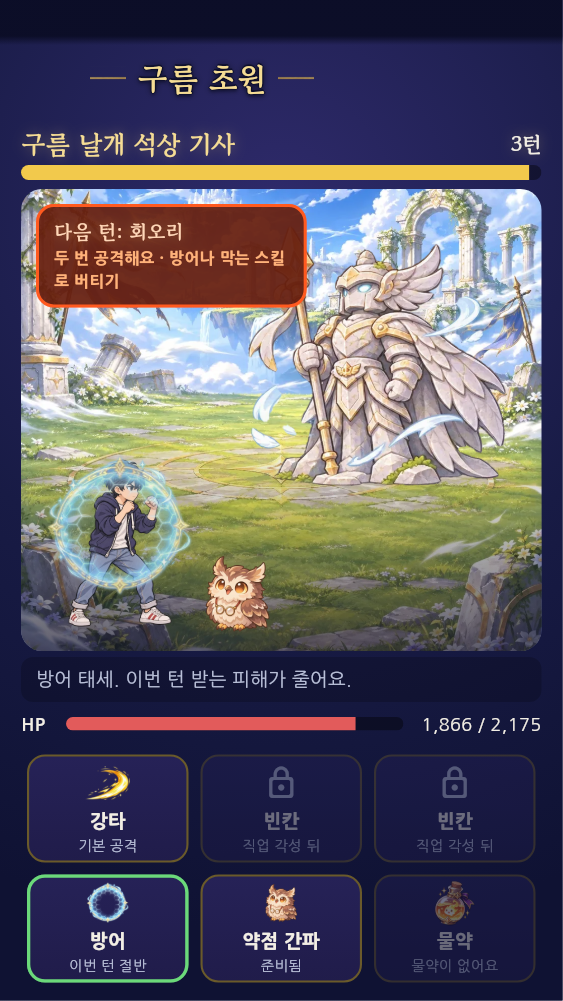 구름 초원
구름 날개 석상 기사
3턴
다음 턴: 회오리
두 번 공격해요 · 방어나 막는 스킬
로 버티기
방어 태세. 이번 턴 받는 피해가 줄어요.
HP
1,866 / 2,175
강타
기본 공격
빈칸
직업 각성 뒤
빈칸
직업 각성 뒤
방어
이번 턴 절반
약점 간파
준비됨
물약
물약이 없어요